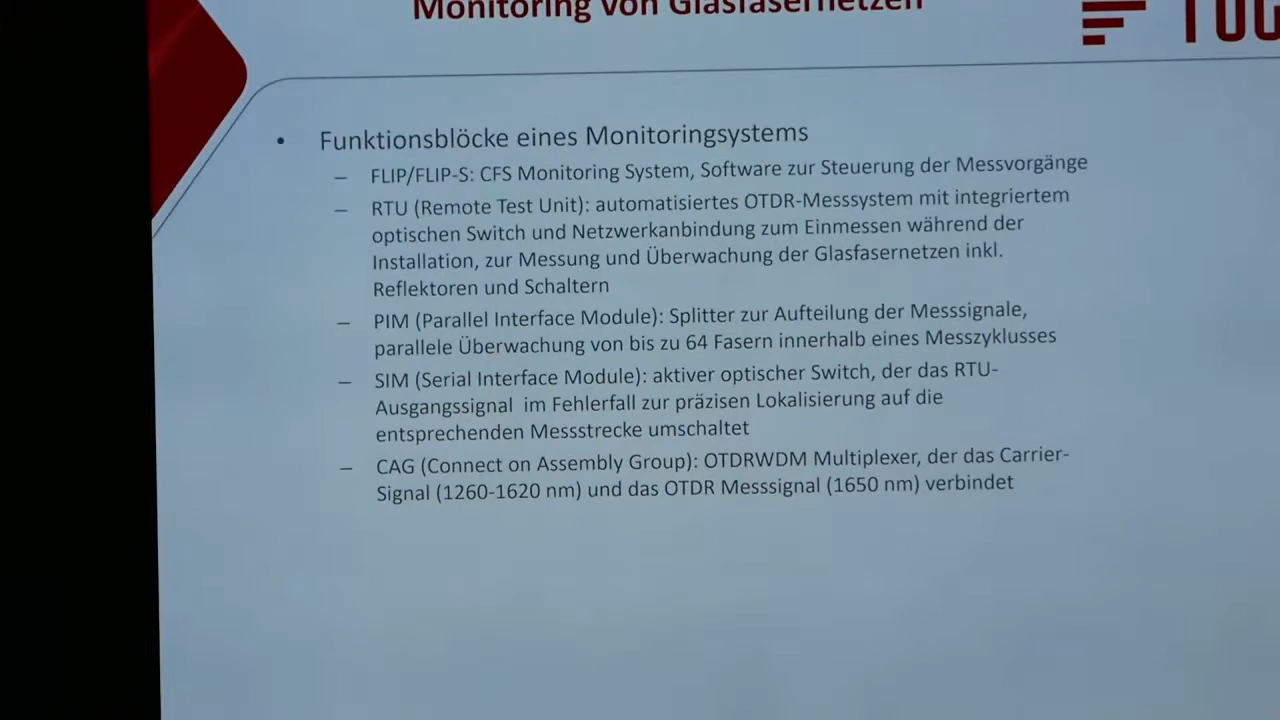 Monitoring von Glasfasernetzen
• Funktionsblöcke eines Monitoringsystems
– FLIP/FLIP-S: CFS Monitoring System, Software zur Steuerung der Messvorgänge
– RTU (Remote Test Unit): automatisiertes OTDR-Messsystem mit integriertem
optischen Switch und Netzwerkanbindung zum Einmessen während der
Installation, zur Messung und Überwachung der Glasfasernetzen inkl.
Reflektoren und Schaltern
– PIM (Parallel Interface Module): Splitter zur Aufteilung der Messsignale,
parallele Überwachung von bis zu 64 Fasern innerhalb eines Messzyklusses
– SIM (Serial Interface Module): aktiver optischer Switch, der das RTU-
Ausgangssignal im Fehlerfall zur präzisen Lokalisierung auf die
entsprechenden Messstrecke umschaltet
– CAG (Connect on Assembly Group): OTDRWDM Multiplexer, der das Carrier-
Signal (1260-1620 nm) und das OTDR Messsignal (1650 nm) verbindet